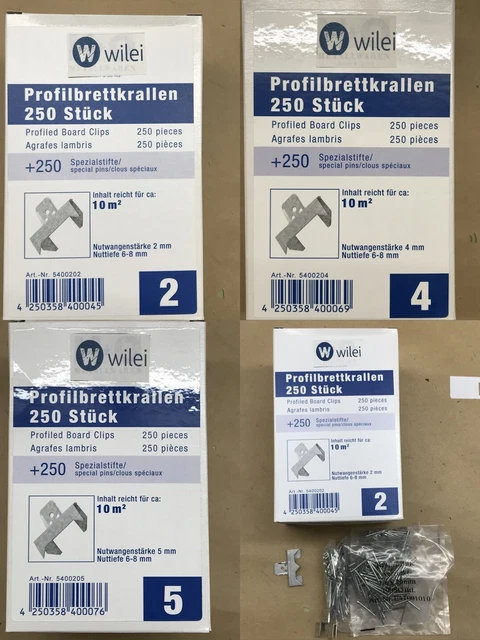 wilei
Profilbrettkrallen
250 Stück
Profiled Board Clips 250 pieces
Agrafes lambris 250 pièces
+250 Spezialstifte/
special pins/clous spéciaux
Inhalt reicht für ca:
10 m²
Nutwangenstärke 2 mm
Nuttiefe 6-8 mm
Art.-Nr. 5400202
4 250358 400045
2
wilei
Profilbrettkrallen
250 Stück
Profiled Board Clips 250 pieces
Agrafes lambris 250 pièces
+250 Spezialstifte/
special pins/clous spéciaux
Inhalt reicht für ca:
10 m²
Nutwangenstärke 4 mm
Nuttiefe 6-8 mm
Art.-Nr. 5400204
4 250358 400069
4
wilei
Profilbrettkrallen
250 Stück
Profiled Board Clips 250 pieces
Agrafes lambris 250 pièces
+250 Spezialstifte/
special pins/clous spéciaux
Inhalt reicht für ca:
10 m²
Nutwangenstärke 5 mm
Nuttiefe 6-8 mm
Art.-Nr. 5400205
4 250358 400076
5
wilei
Profilbrettkrallen
250 Stück
Profiled Board Clips 250 pieces
Agrafes lambris 250 pièces
+250 Spezialstifte/
special pins/clous spéciaux
Inhalt reicht für ca:
10 m²
Nutwangenstärke 2 mm
Nuttiefe 6-8 mm
Art.-Nr. 5400202
4 250358 400045
2